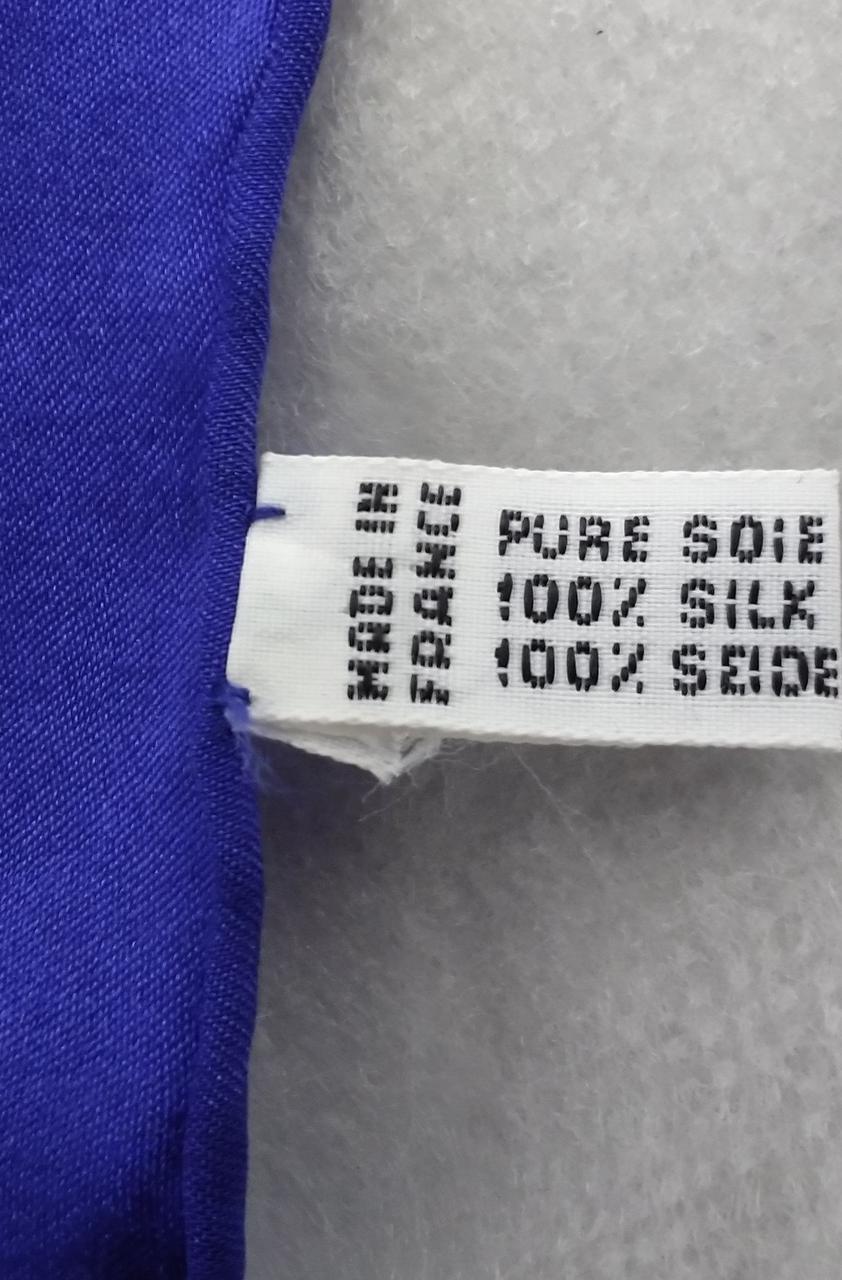 MADE IN
FRANCE
PURE SOIE
100% SILK
100% SEIDE